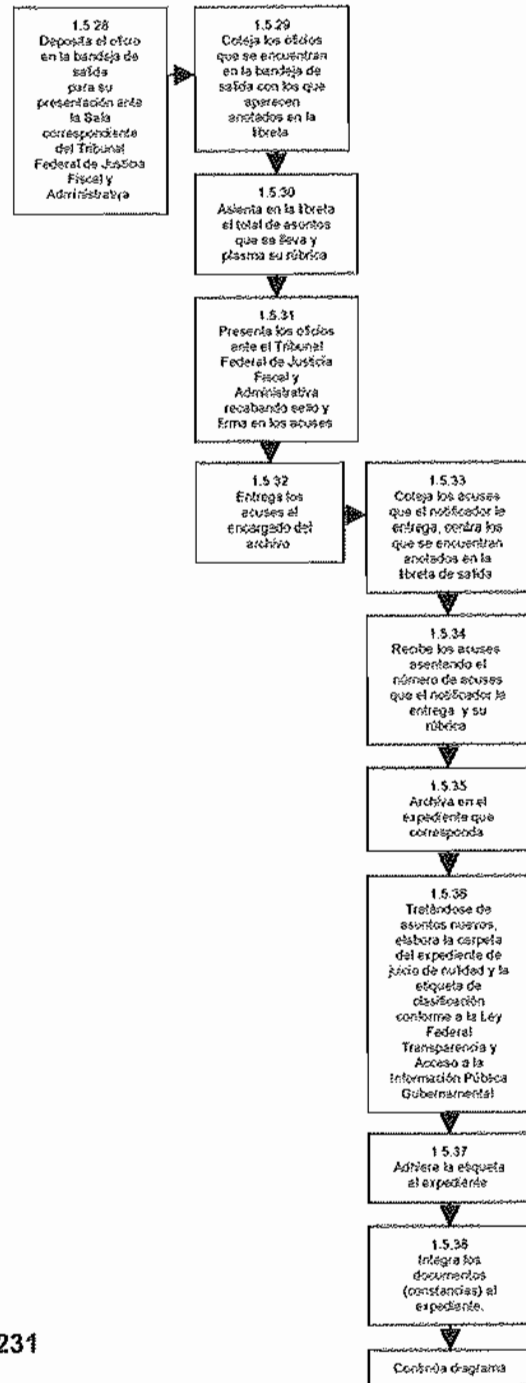 1.5.28
Deposita el oficio
en la bandeja de
salida
para su
presentación ante
la Sala
correspondiente
del Tribunal
Federal de Justicia
Fiscal y
Administrativa
1.5.29
Coteja los oficios
que se encuentran
en la bandeja de
salida con los que
aparecen
anotados en la
libreta
1.5.30
Asienta en la libreta
el total de asuntos
que se lleva y
plasma su rúbrica
1.5.31
Presenta los oficios
ante el Tribunal
Federal de Justicia
Fiscal y
Administrativa
recabando sello y
firma en los acuses
1.5.32
Entrega los
acuses al
encargado del
archivo
1.5.33
Coteja los acuses
que el notificador le
entrega, contra los
que se encuentran
anotados en la
libreta de salida
1.5.34
Recibe los acuses
asentando el
número de acuses
que el notificador le
entrega y su
rúbrica
1.5.35
Archiva en el
expediente que
corresponda
1.5.36
Tratándose de
asuntos nuevos,
elabora la carpeta
del expediente de
juicio de nulidad y la
etiqueta de
clasificación
conforme a la Ley
Federal
Transparencia y
Acceso a la
Información Pública
Gubernamental
1.5.37
Adhiere la etiqueta
al expediente
1.5.38
Integra los
documentos
(constancias) al
expediente.
Continúa diagrama
231